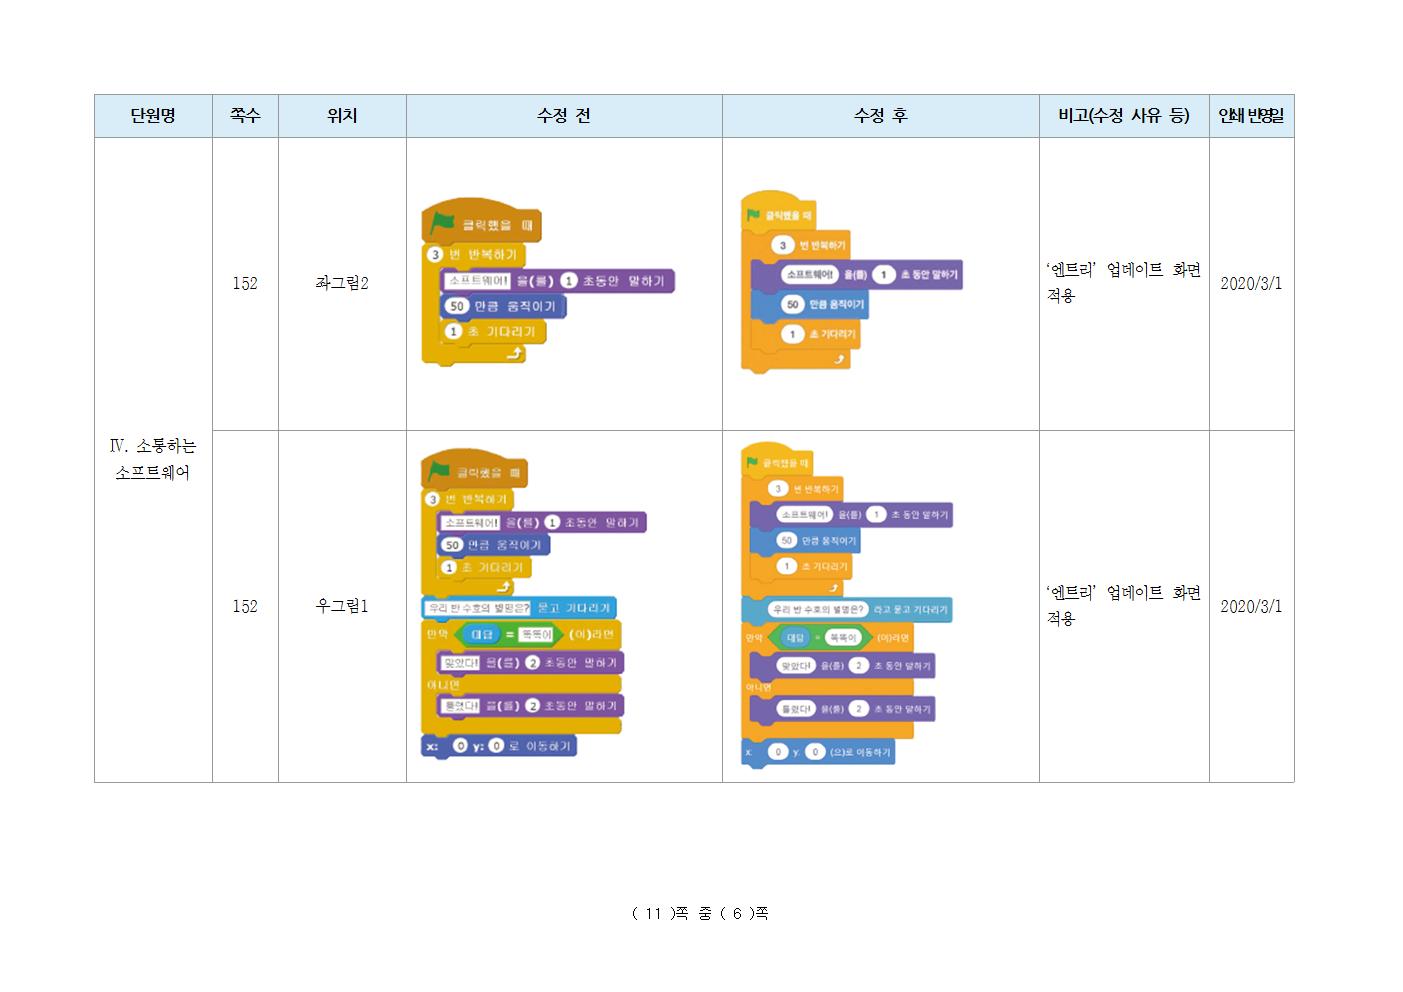 단원명 쪽수 위치 수정 전 수정 후 비고(수정 사유 등) 인쇄 반영일
Ⅳ. 소통하는
소프트웨어
152
좌그림2
클릭했을 때
3 번 반복하기
소프트웨어! 을(를) 1 초동안 말하기
50 만큼 움직이기
1 초 기다리기
클릭했을 때
3 번 반복하기
소프트웨어! 을(를) 1 초 동안 말하기
50 만큼 움직이기
1 초 기다리기
‘엔트리’ 업데이트 화면
적용
2020/3/1
152
우그림1
클릭했을 때
3 번 반복하기
소프트웨어! 을(를) 1 초동안 말하기
50 만큼 움직이기
1 초 기다리기
우리 반 수호의 별명은? 묻고 기다리기
만약 대답 = 똑똑이 (이)라면
맞았다! 을(를) 2 초동안 말하기
아니면
틀렸다! 을(를) 2 초동안 말하기
x: 0 y: 0 로 이동하기
클릭했을 때
3 번 반복하기
소프트웨어! 을(를) 1 초 동안 말하기
50 만큼 움직이기
1 초 기다리기
우리 반 수호의 별명은? 라고 묻고 기다리기
만약 대답 = 똑똑이 (이)라면
맞았다! 을(를) 2 초 동안 말하기
아니면
틀렸다! 을(를) 2 초 동안 말하기
x: 0 y: 0 (으)로 이동하기
‘엔트리’ 업데이트 화면
적용
2020/3/1
( 11 )쪽 중 ( 6 )쪽